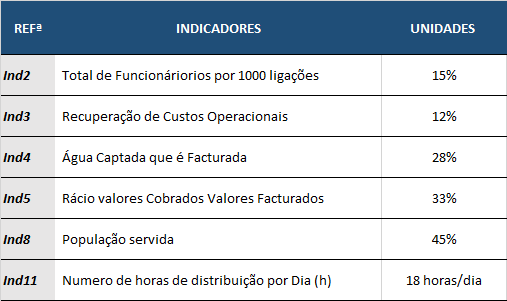 REFª INDICADORES UNIDADES
Ind2 Total de Funcionáriorios por 1000 ligações 15%
Ind3 Recuperação de Custos Operacionais 12%
Ind4 Água Captada que é Facturada 28%
Ind5 Rácio valores Cobrados Valores Facturados 33%
Ind8 População servida 45%
Ind11 Numero de horas de distribuição por Dia (h) 18 horas/dia